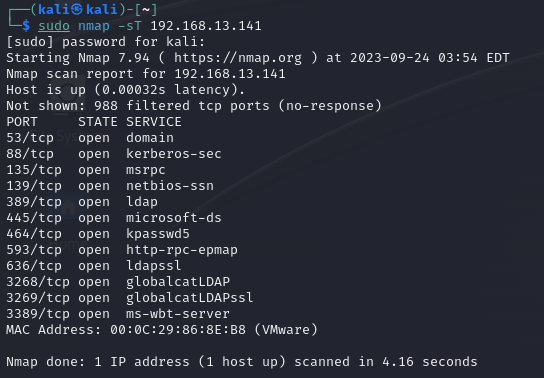 ┌──(kali㉿kali)-[~]
└─$ sudo nmap -sT 192.168.13.141
[sudo] password for kali:
Starting Nmap 7.94 ( https://nmap.org ) at 2023-09-24 03:54 EDT
Nmap scan report for 192.168.13.141
Host is up (0.00032s latency).
Not shown: 988 filtered tcp ports (no-response)
PORT     STATE SERVICE
53/tcp   open  domain
88/tcp   open  kerberos-sec
135/tcp  open  msrpc
139/tcp  open  netbios-ssn
389/tcp  open  ldap
445/tcp  open  microsoft-ds
464/tcp  open  kpasswd5
593/tcp  open  http-rpc-epmap
636/tcp  open  ldapssl
3268/tcp open  globalcatLDAP
3269/tcp open  globalcatLDAPssl
3389/tcp open  ms-wbt-server
MAC Address: 00:0C:29:86:8E:B8 (VMware)

Nmap done: 1 IP address (1 host up) scanned in 4.16 seconds